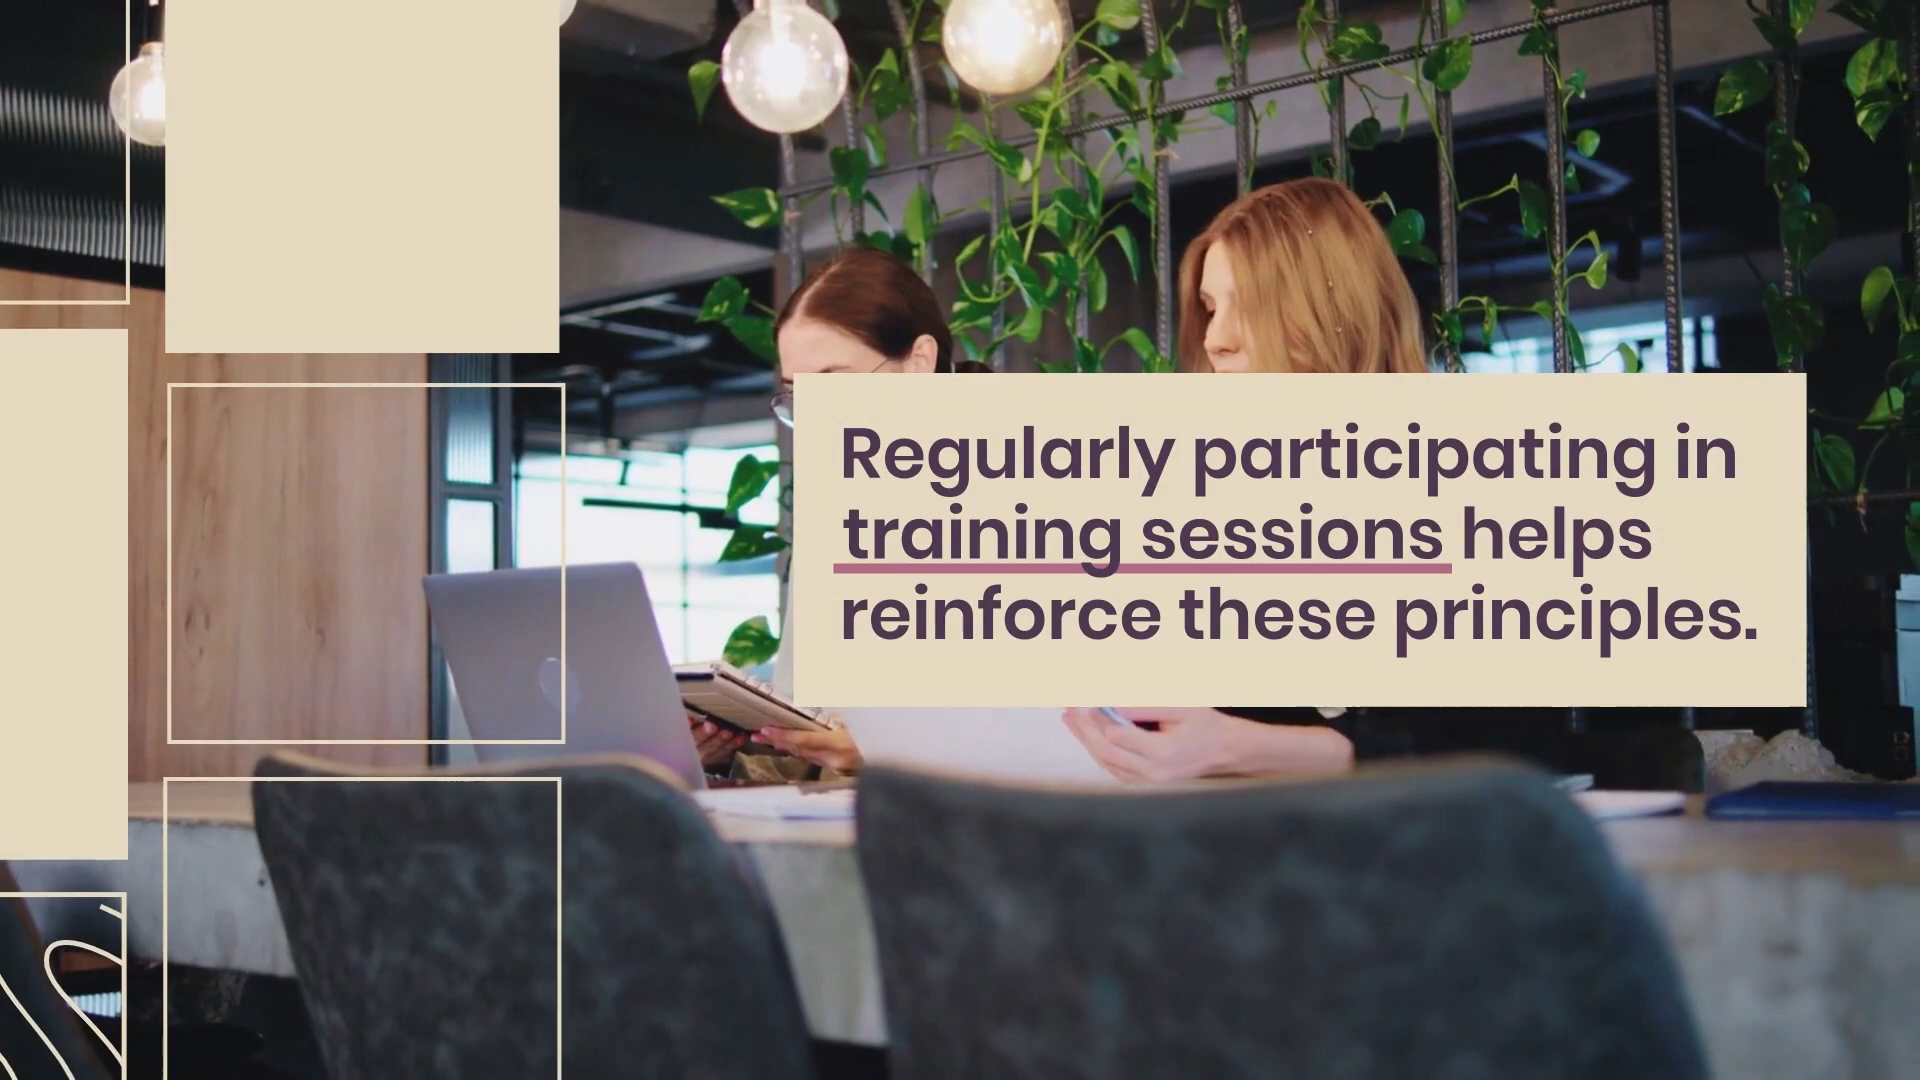 Regularly participating in
training sessions helps
reinforce these principles.